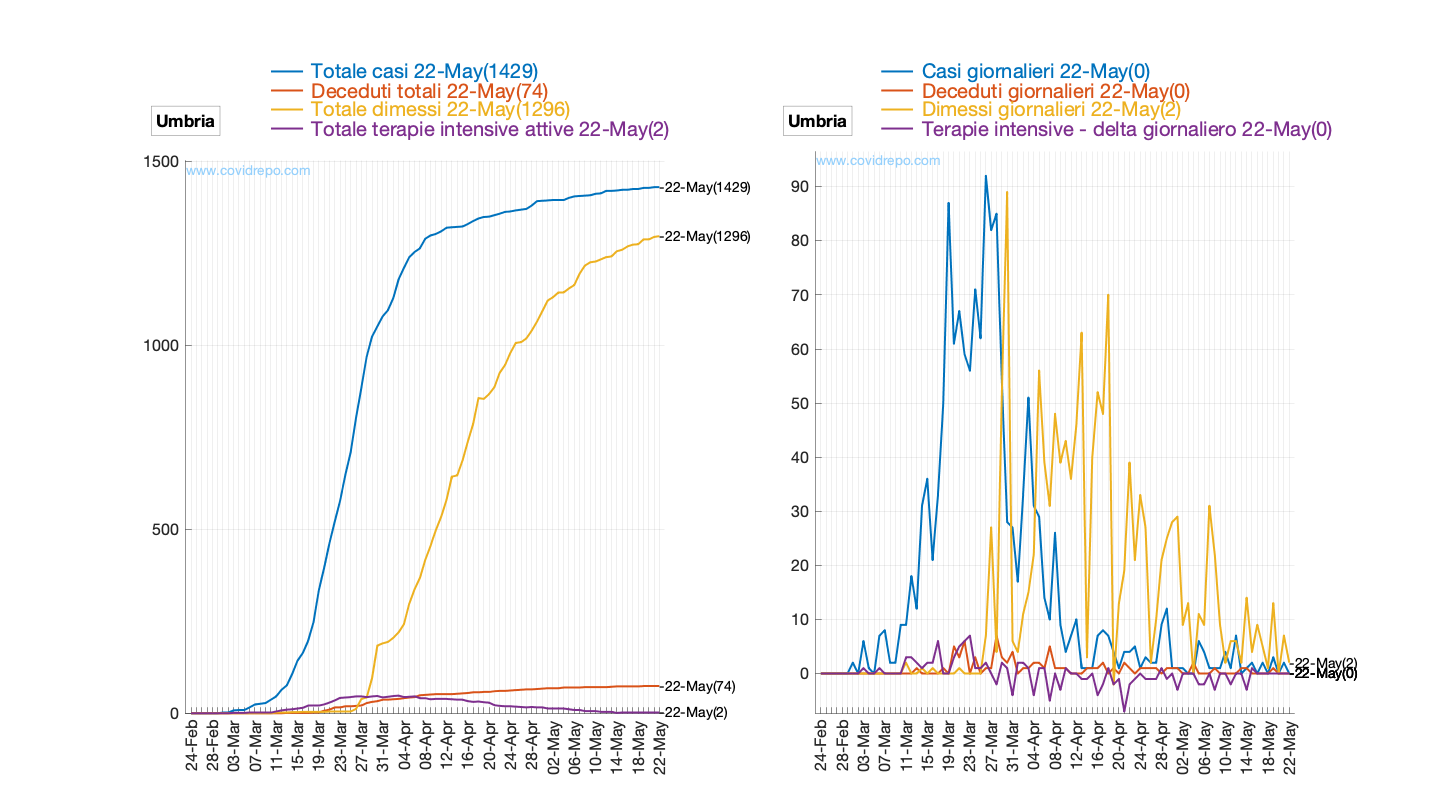 Totale casi 22-May(1429)
Deceduti totali 22-May(74)
Totale dimessi 22-May(1296)
Totale terapie intensive attive 22-May(2)
Umbria
www.covidrepo.com
1500
1000
500
0
22-May(1429)
22-May(1296)
22-May(74)
22-May(2)
24-Feb
28-Feb
03-Mar
07-Mar
11-Mar
15-Mar
19-Mar
23-Mar
27-Mar
31-Mar
04-Apr
08-Apr
12-Apr
16-Apr
20-Apr
24-Apr
28-Apr
02-May
06-May
10-May
14-May
18-May
22-May
Casi giornalieri 22-May(0)
Deceduti giornalieri 22-May(0)
Dimessi giornalieri 22-May(2)
Terapie intensive - delta giornaliero 22-May(0)
Umbria
www.covidrepo.com
90
80
70
60
50
40
30
20
10
0
22-May(2)
22-May(0)
24-Feb
28-Feb
03-Mar
07-Mar
11-Mar
15-Mar
19-Mar
23-Mar
27-Mar
31-Mar
04-Apr
08-Apr
12-Apr
16-Apr
20-Apr
24-Apr
28-Apr
02-May
06-May
10-May
14-May
18-May
22-May